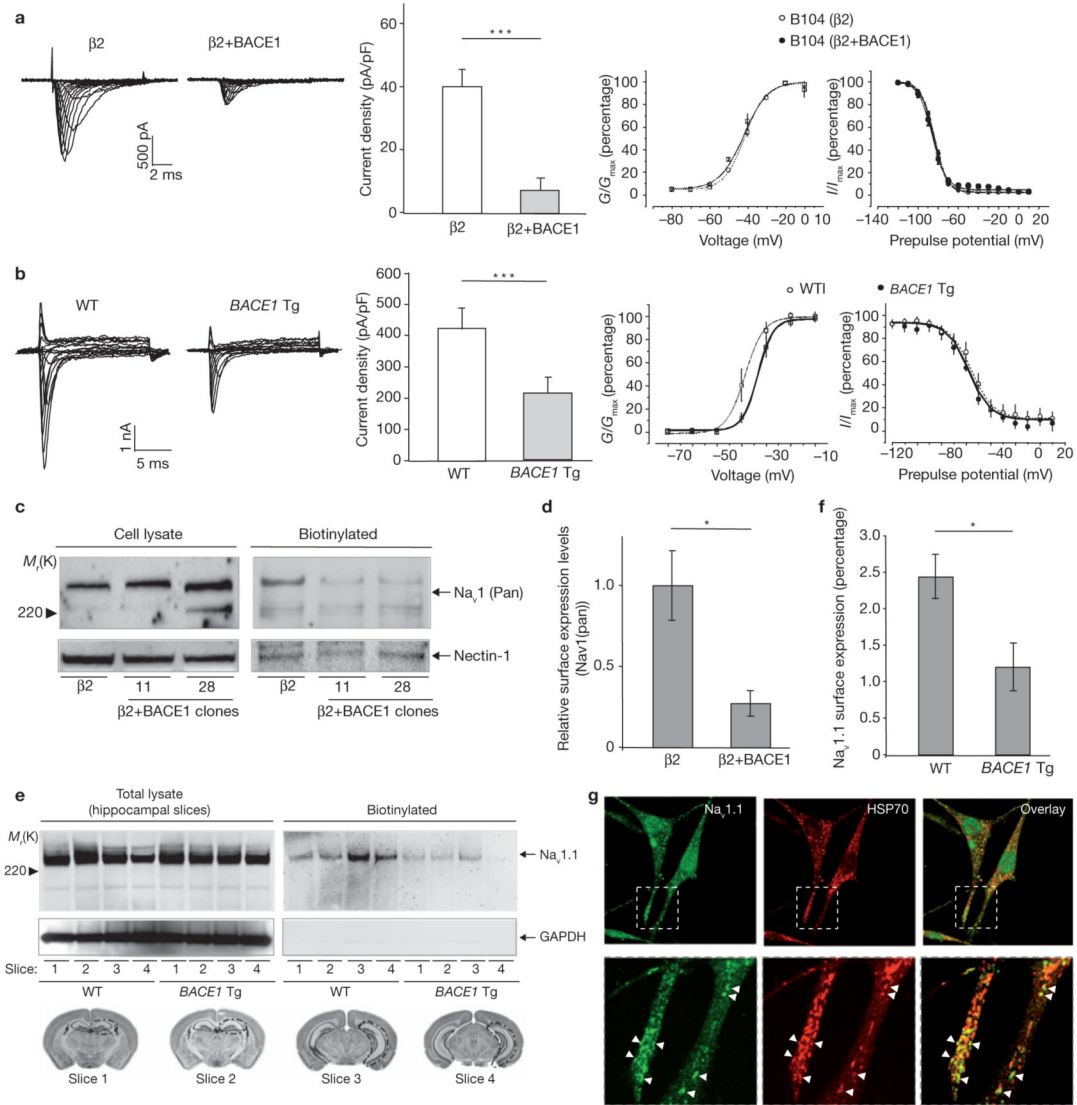 a
β2
β2+BACE1
500 pA
2 ms
Current density (pA/pF)
60
40
20
0
***
β2
β2+BACE1
B104 (β2)
B104 (β2+BACE1)
G/Gmax (percentage)
100
80
60
40
20
0
−80 −60 −40 −20 0 10
Voltage (mV)
I/Imax (percentage)
100
80
60
40
20
0
−140 −100 −60 −20 20
Prepulse potential (mV)
b
WT
BACE1 Tg
1 nA
5 ms
Current density (pA/pF)
600
500
400
300
200
100
0
***
WT
BACE1 Tg
WTI
BACE1 Tg
G/Gmax (percentage)
100
80
60
40
20
0
−70 −50 −30 −10
Voltage (mV)
I/Imax (percentage)
100
80
60
40
20
0
−120 −80 −40 0 20
Prepulse potential (mV)
c
Cell lysate
Biotinylated
Mr(K)
220
Nav1 (Pan)
Nectin-1
β2 11 28
β2 11 28
β2+BACE1 clones
β2+BACE1 clones
d
Relative surface expression levels
(Nav1(pan))
1.0
0.5
0
*
β2
β2+BACE1
f
Nav1.1 surface expression (percentage)
3.0
2.5
2.0
1.5
1.0
0.5
0.0
*
WT
BACE1 Tg
e
Total lysate
(hippocampal slices)
Biotinylated
Mr(K)
220
Nav1.1
GAPDH
Slice: 1 2 3 4 1 2 3 4 1 2 3 4 1 2 3 4
WT
BACE1 Tg
WT
BACE1 Tg
Slice 1
Slice 2
Slice 3
Slice 4
g
Nav1.1
HSP70
Overlay